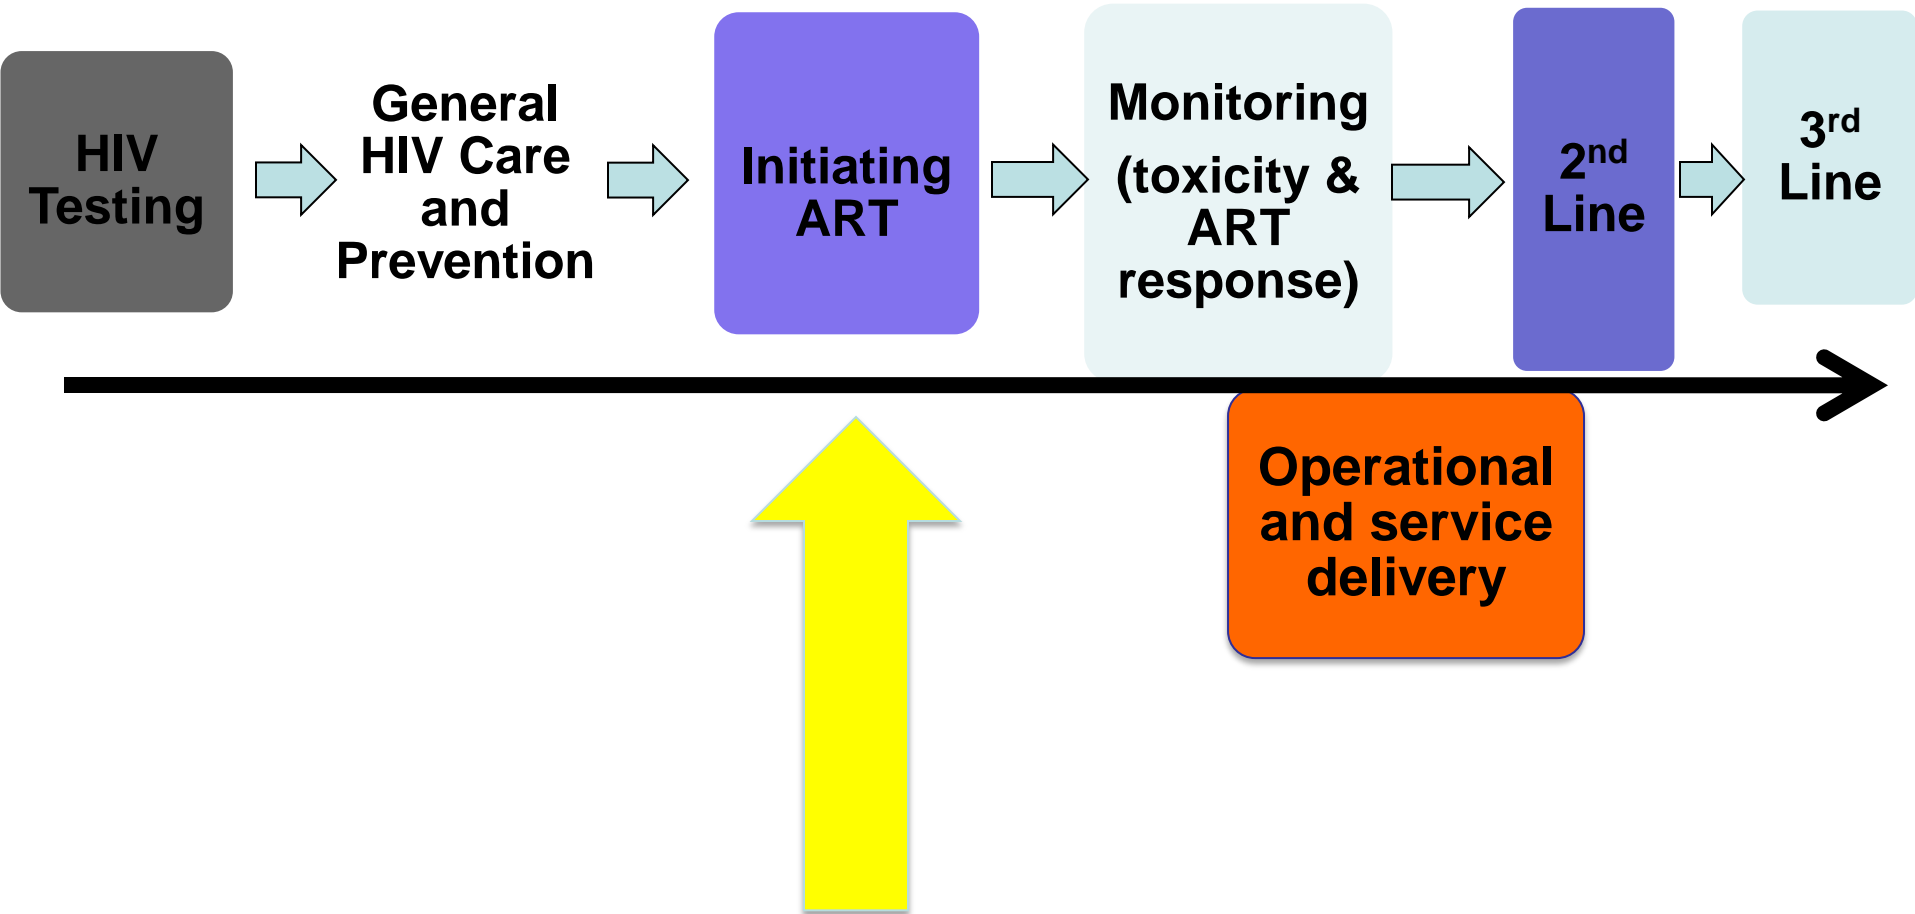 HIV
Testing
General
HIV Care
and
Prevention
Initiating
ART
Monitoring
(toxicity &
ART
response)
2nd
Line
3rd
Line
Operational
and service
delivery